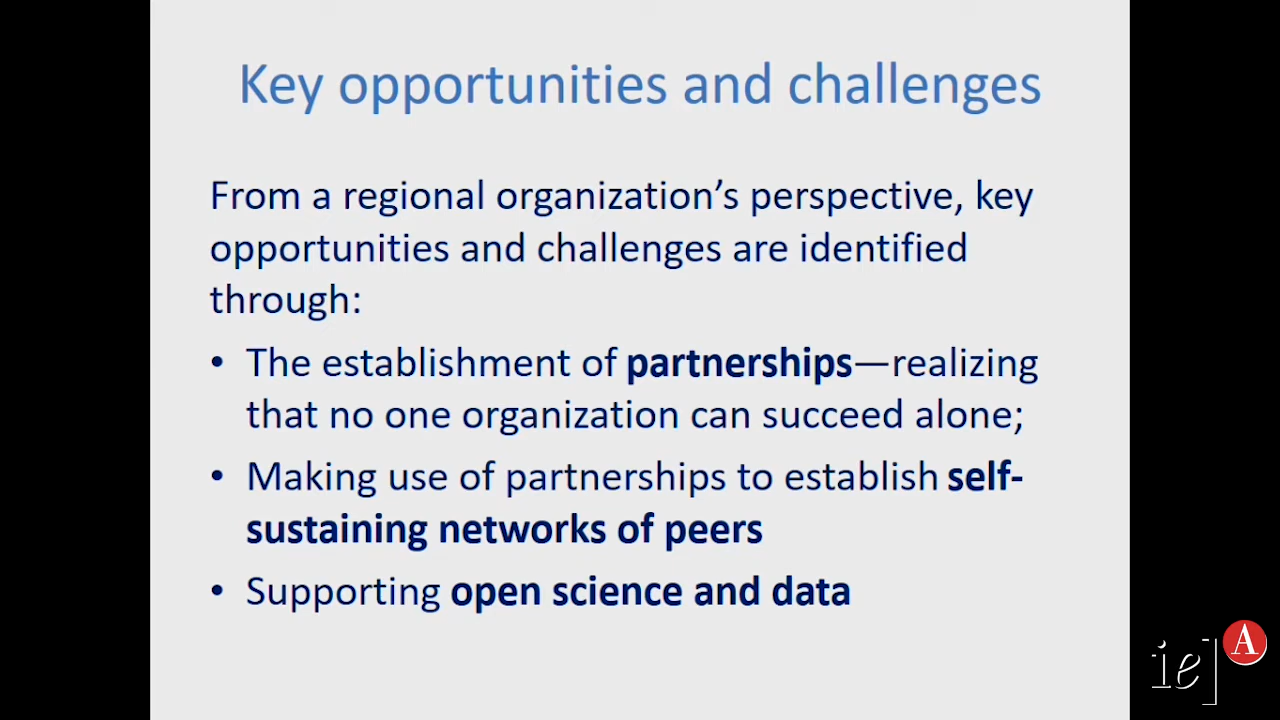 Key opportunities and challenges
From a regional organization’s perspective, key
opportunities and challenges are identified
through:
• The establishment of partnerships—realizing
that no one organization can succeed alone;
• Making use of partnerships to establish self-
sustaining networks of peers
• Supporting open science and data
ie] A